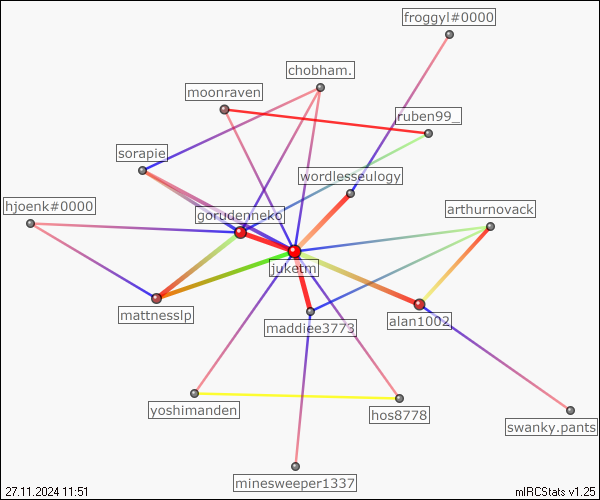 froggyl#0000
chobham.
moonraven
ruben99_
sorapie
wordlesseulogy
hjoenk#0000
arthurnovack
gorudenneko
juketm
mattnesslp
maddiee3773
alan1002
yoshimanden
hos8778
swanky.pants
minesweeper1337
27.11.2024 11:51
mIRCStats v1.25